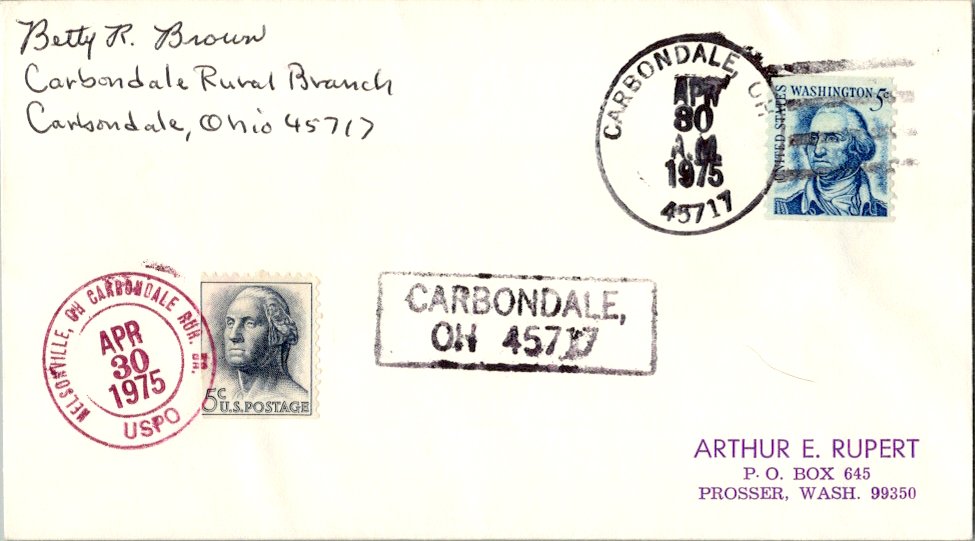 Betty R. Brown
Carbondale Rural Branch
Carbondale, Ohio 45717
CARBONDALE, OH
APR
30
A.M.
1975
45717
UNITED STATES
WASHINGTON 5c
NELSONVILLE, OH CARBONDALE RUR. BR.
APR
30
1975
USPO
5c
U.S. POSTAGE
CARBONDALE,
OH 45717
ARTHUR E. RUPERT
P. O. BOX 645
PROSSER, WASH. 99350